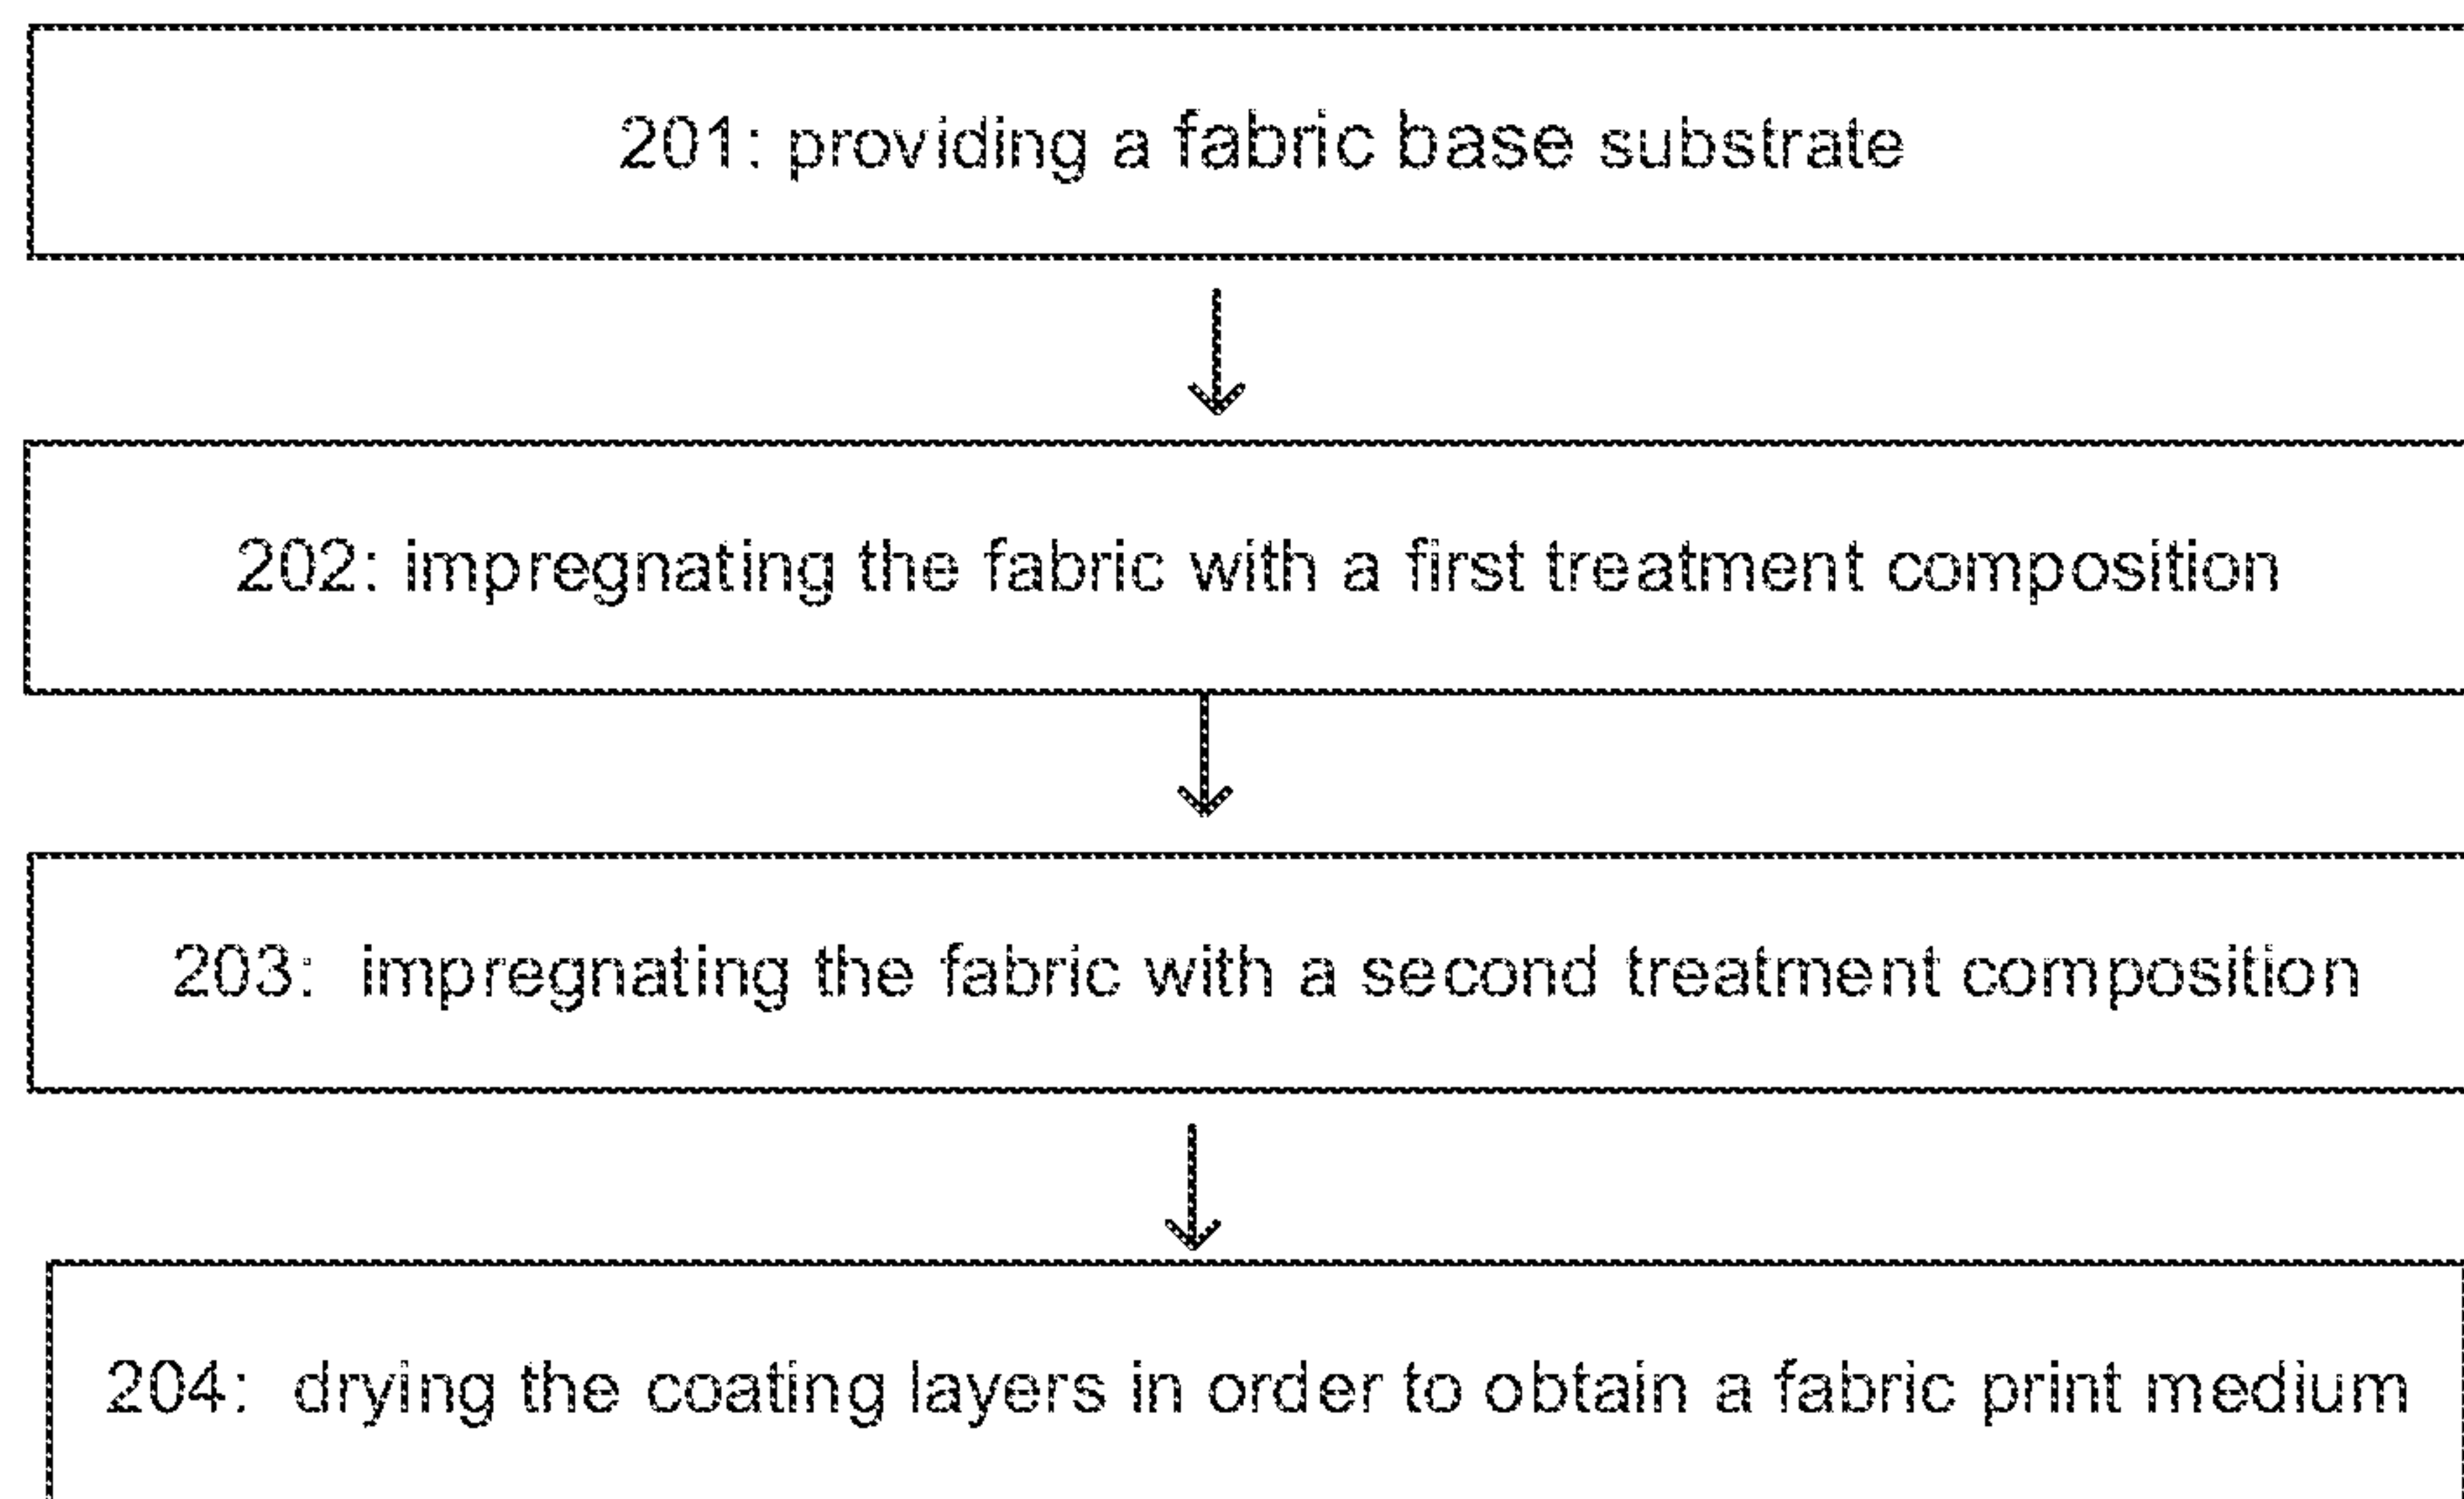 201: providing a fabric base substrate
202: impregnating the fabric with a first treatment composition
203: impregnating the fabric with a second treatment composition
204: drying the coating layers in order to obtain a fabric print medium